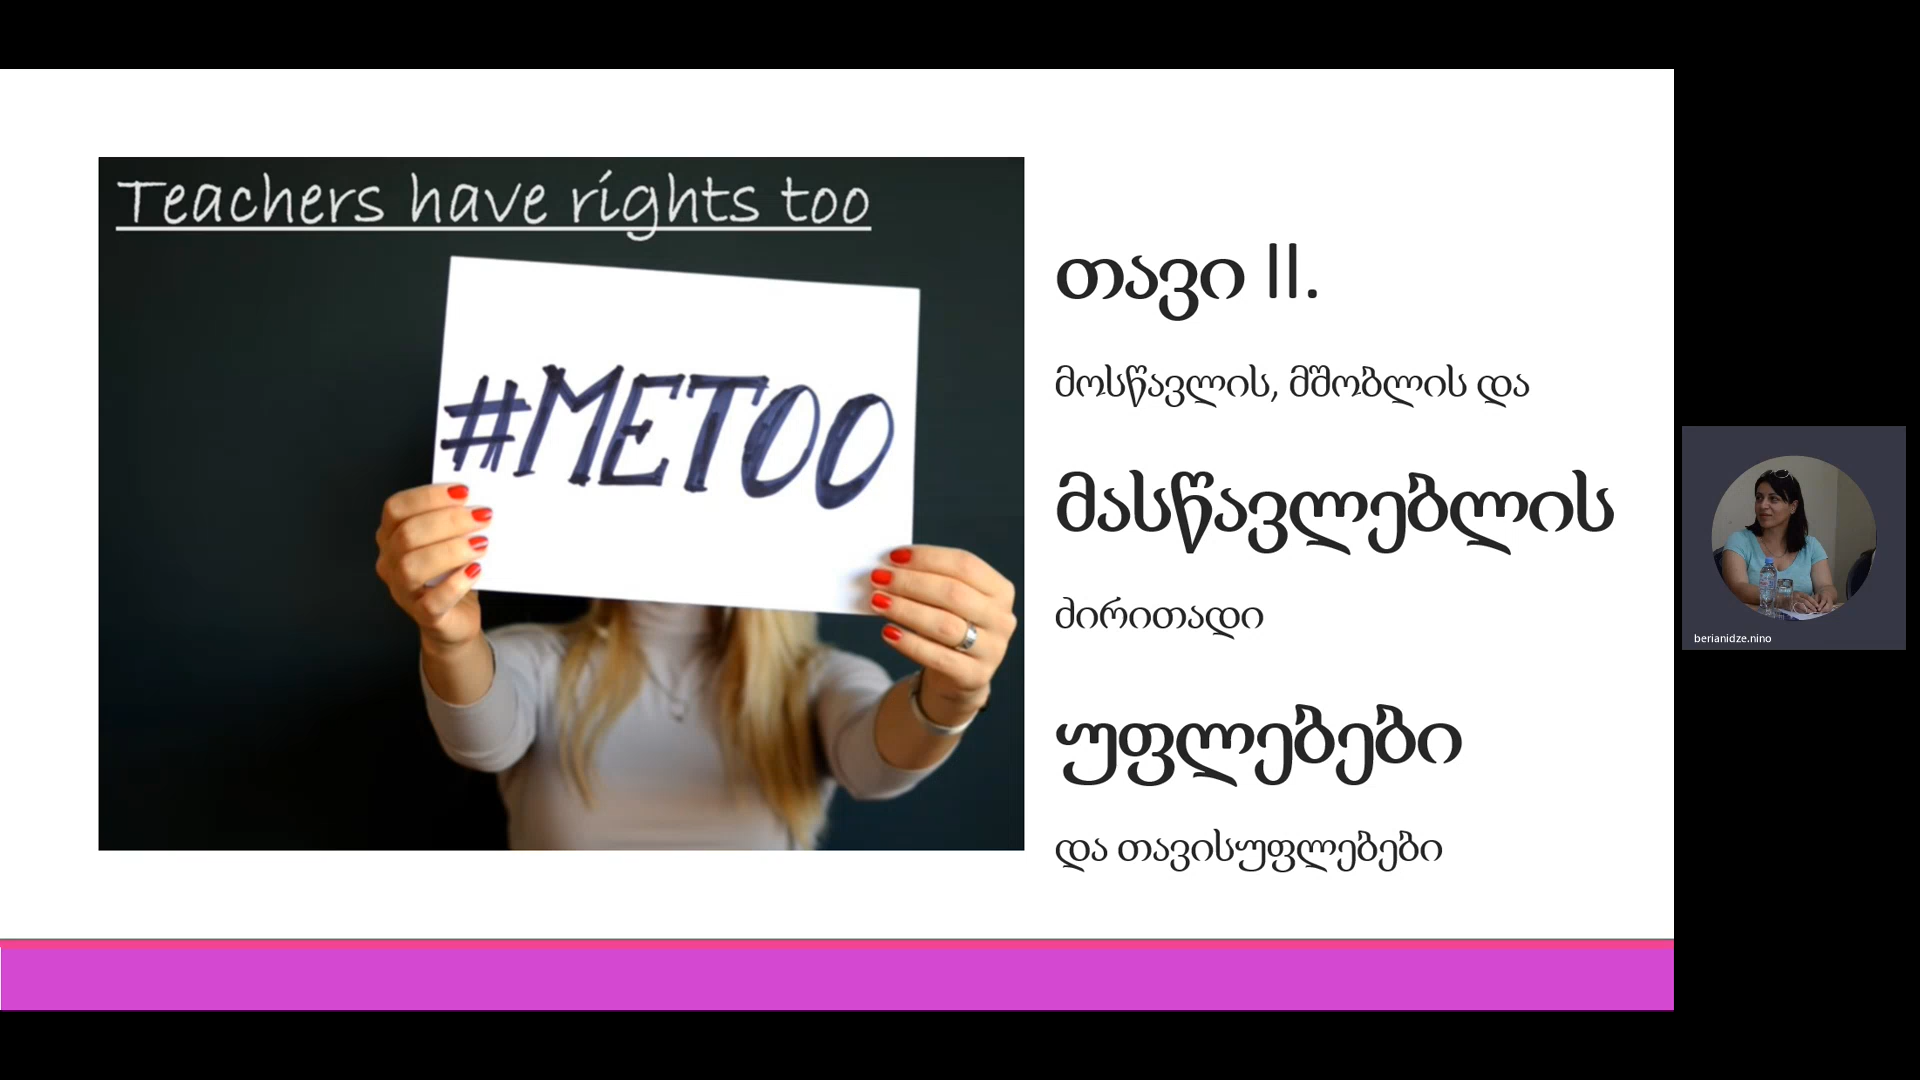 Teachers have rights too
#METOO
თავი II.
მოსწავლის, მშობლის და
მასწავლებლის
ძირითადი
უფლებები
და თავისუფლებები
berianidze.nino